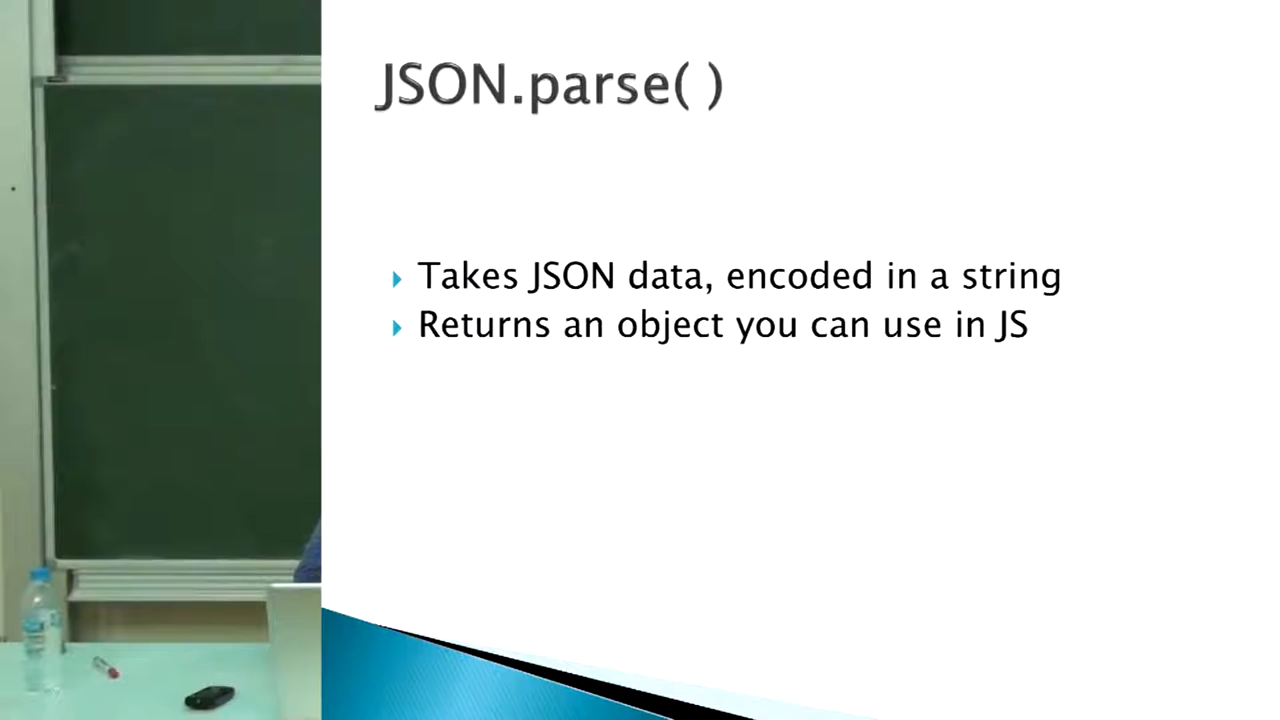 JSON.parse( )
Takes JSON data, encoded in a string
Returns an object you can use in JS